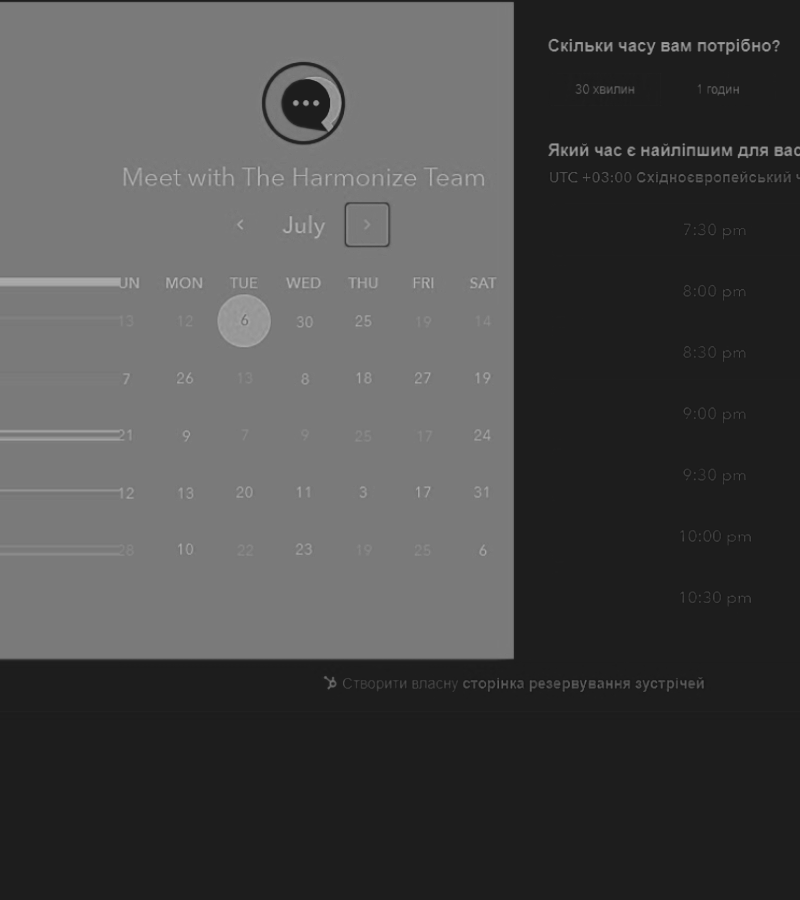 Meet with The Harmonize Team
July
UN MON TUE WED THU FRI SAT
13 12 6 30 25 19 14
7 26 13 8 18 27 19
21 9 7 9 25 17 24
12 13 20 11 3 17 31
28 10 22 23 19 25 6
Скільки часу вам потрібно?
30 хвилин 1 годин
Який час є найліпшим для вас
UTC +03:00 Східноєвропейський ч
7:30 pm
8:00 pm
8:30 pm
9:00 pm
9:30 pm
10:00 pm
10:30 pm
Створити власну сторінка резервування зустрічей